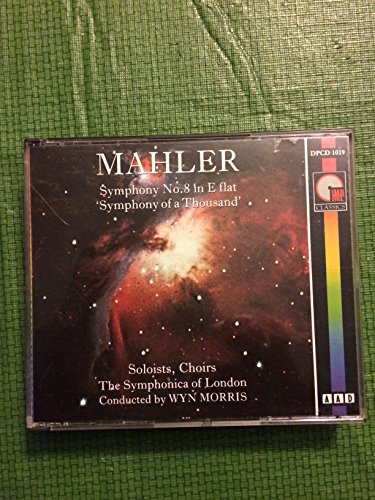 MAHLER
Symphony No.8 in E flat
'Symphony of a Thousand'
DPCD 1019
CLASSICS
Soloists, Choirs
The Symphonica of London
Conducted by WYN MORRIS
A A D